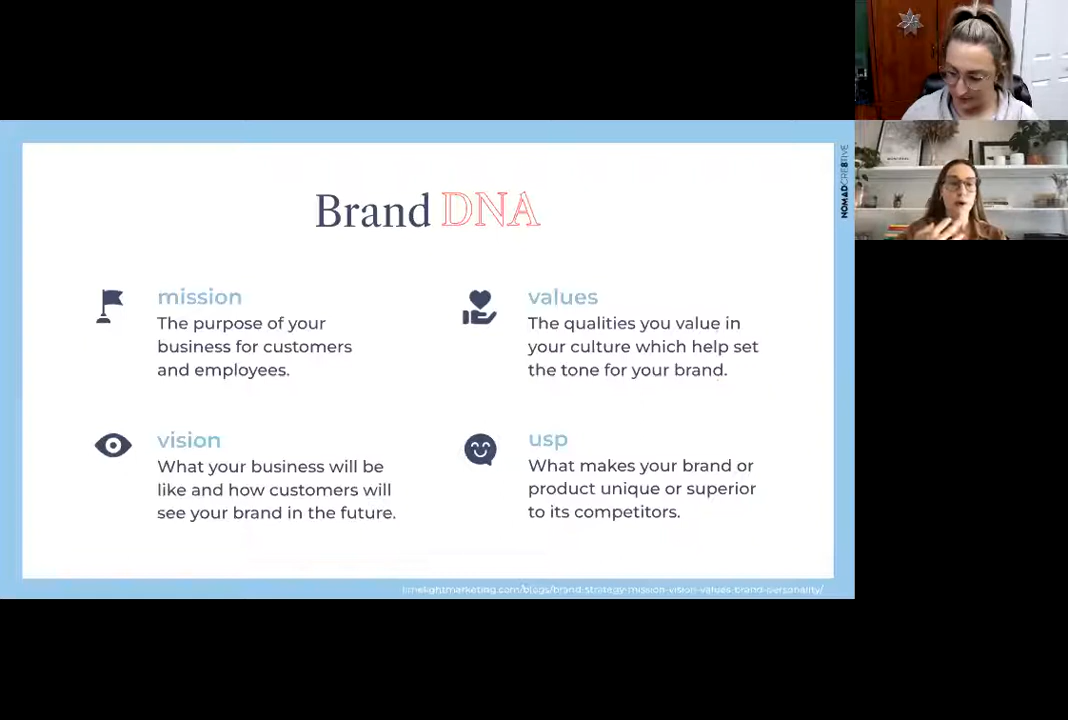 Brand DNA
mission
The purpose of your
business for customers
and employees.
values
The qualities you value in
your culture which help set
the tone for your brand.
vision
What your business will be
like and how customers will
see your brand in the future.
usp
What makes your brand or
product unique or superior
to its competitors.
limelightmarketing.com/blogs/brand-strategy-mission-vision-values-brand-personality/
NOMADCRE8TIVE